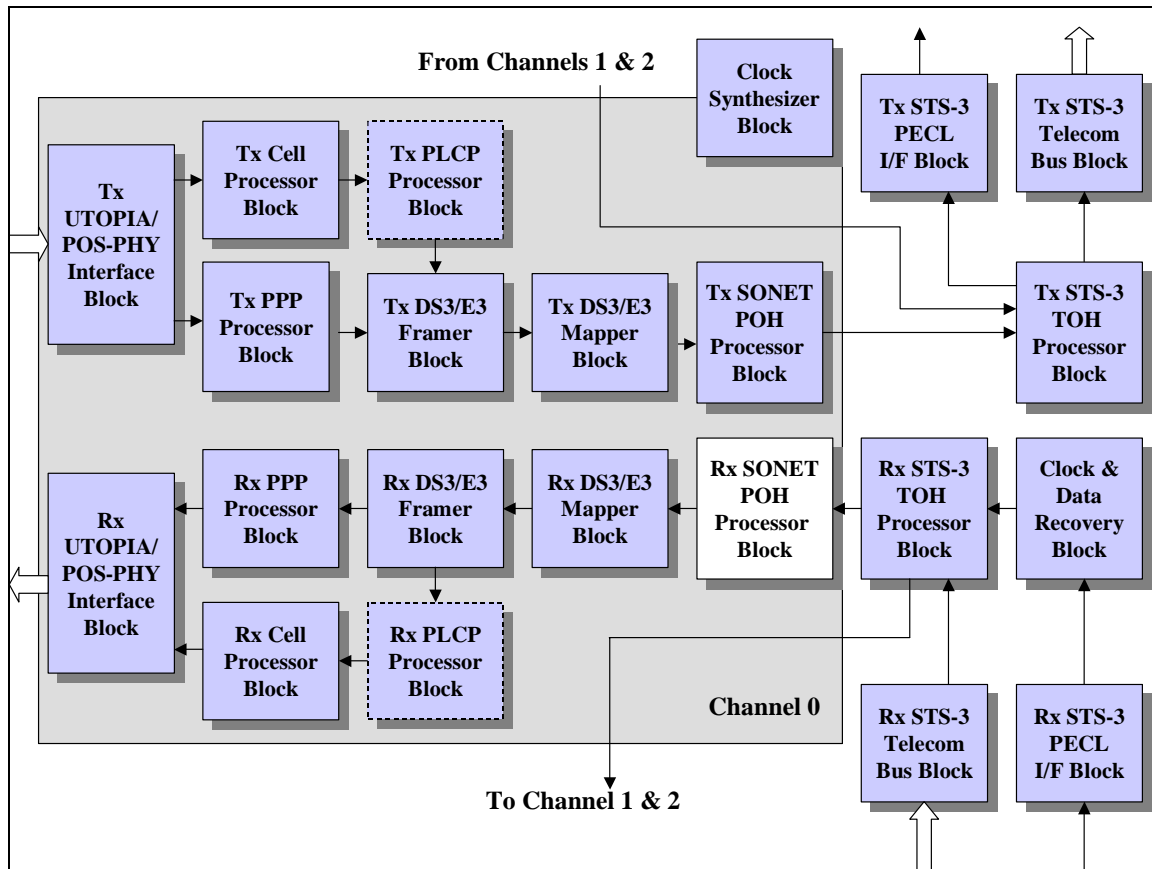 From Channels 1 & 2
Clock
Synthesizer
Block
Tx STS-3
PECL
I/F Block
Tx STS-3
Telecom
Bus Block
Tx
UTOPIA/
POS-PHY
Interface
Block
Tx Cell
Processor
Block
Tx PLCP
Processor
Block
Tx PPP
Processor
Block
Tx DS3/E3
Framer
Block
Tx DS3/E3
Mapper
Block
Tx SONET
POH
Processor
Block
Tx STS-3
TOH
Processor
Block
Rx
UTOPIA/
POS-PHY
Interface
Block
Rx PPP
Processor
Block
Rx DS3/E3
Framer
Block
Rx DS3/E3
Mapper
Block
Rx SONET
POH
Processor
Block
Rx STS-3
TOH
Processor
Block
Clock &
Data
Recovery
Block
Rx Cell
Processor
Block
Rx PLCP
Processor
Block
Channel 0
Rx STS-3
Telecom
Bus Block
Rx STS-3
PECL
I/F Block
To Channel 1 & 2